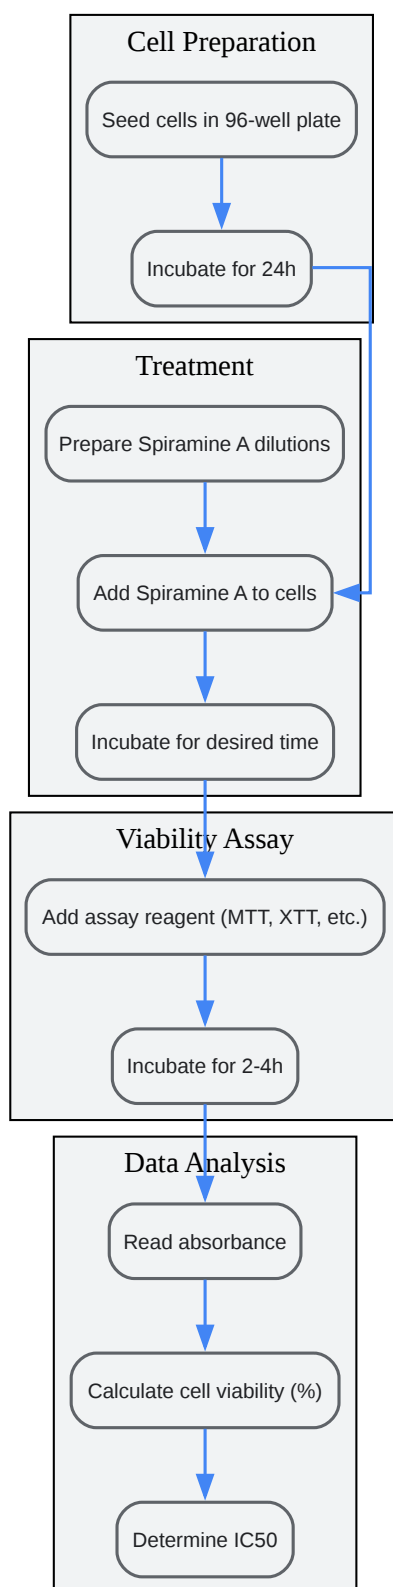 Cell Preparation
Seed cells in 96-well plate
Incubate for 24h
Treatment
Prepare Spiramine A dilutions
Add Spiramine A to cells
Incubate for desired time
Viability Assay
Add assay reagent (MTT, XTT, etc.)
Incubate for 2-4h
Data Analysis
Read absorbance
Calculate cell viability (%)
Determine IC50